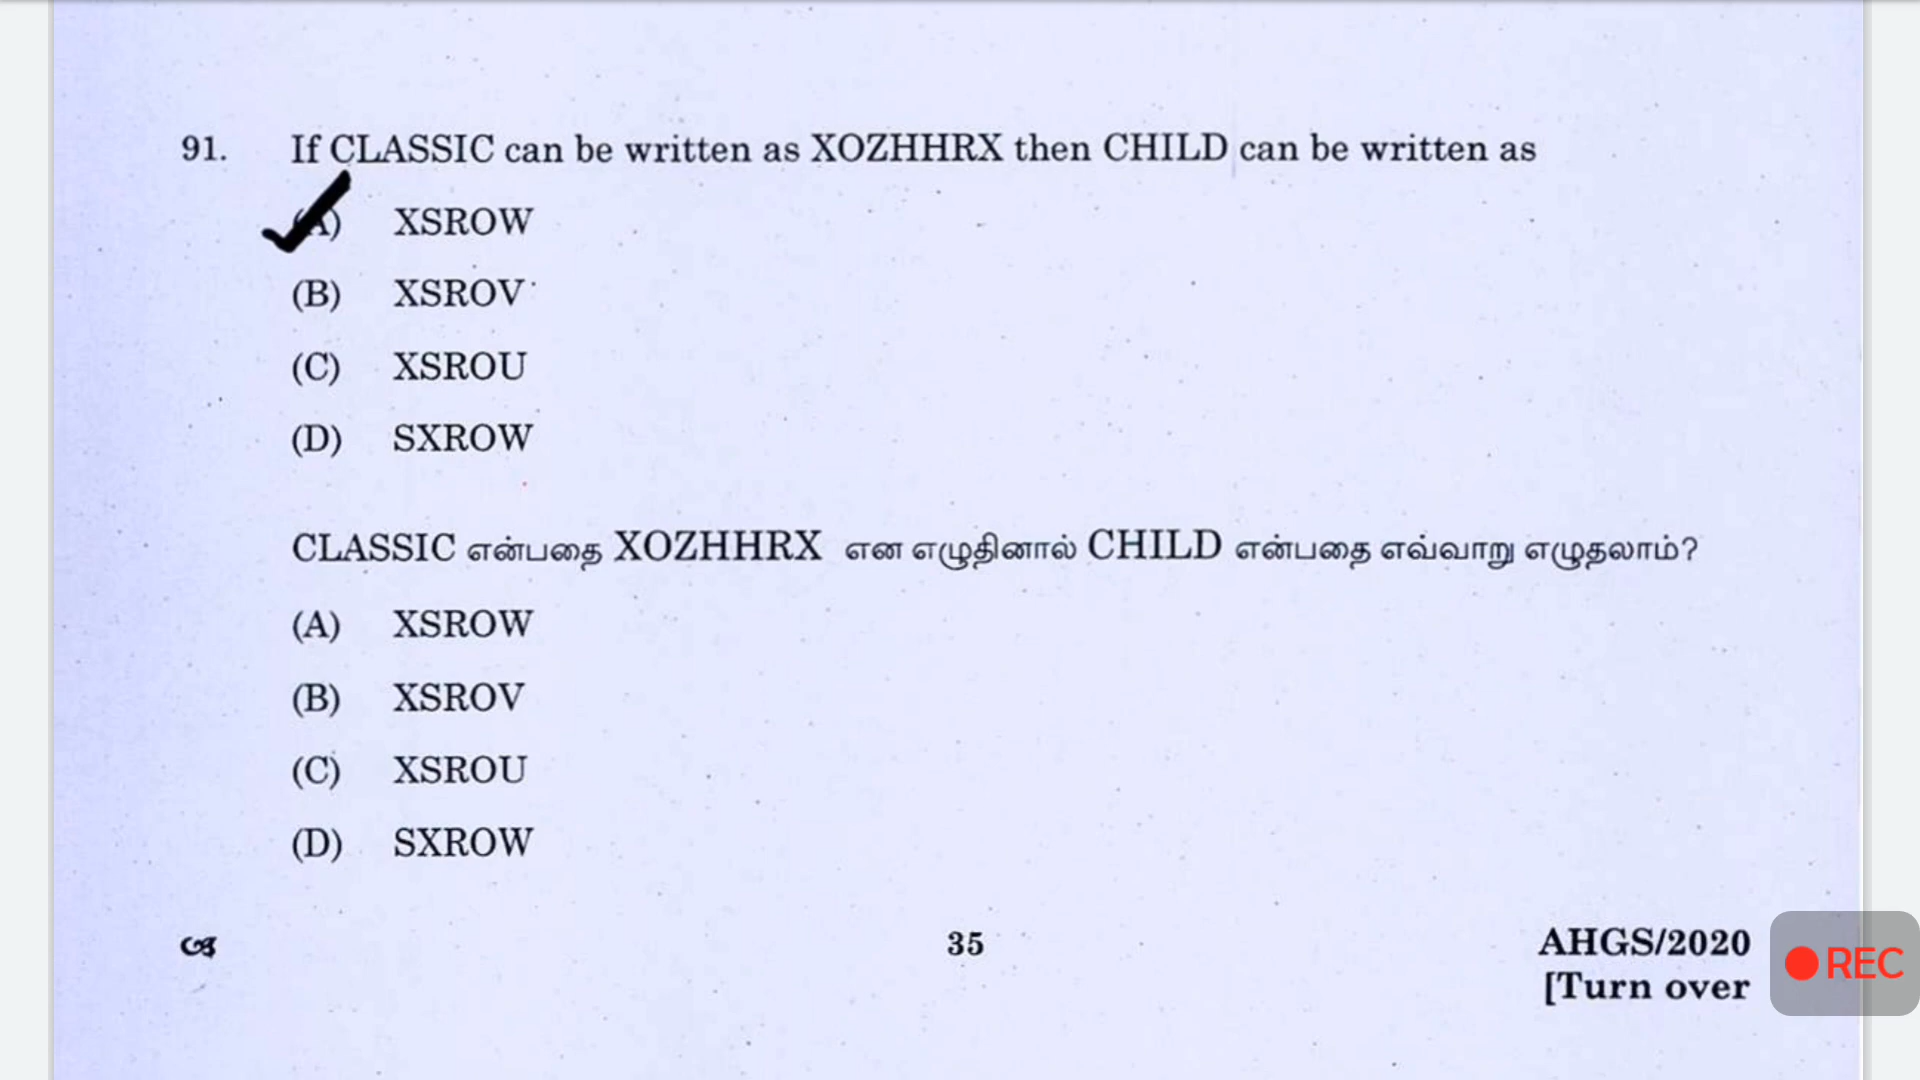 91. If CLASSIC can be written as XOZHHRX then CHILD can be written as
(A) XSROW
(B) XSROV
(C) XSROU
(D) SXROW
CLASSIC என்பதை XOZHHRX என எழுதினால் CHILD என்பதை எவ்வாறு எழுதலாம்?
(A) XSROW
(B) XSROV
(C) XSROU
(D) SXROW
35 AHGS/2020
[Turn over
REC